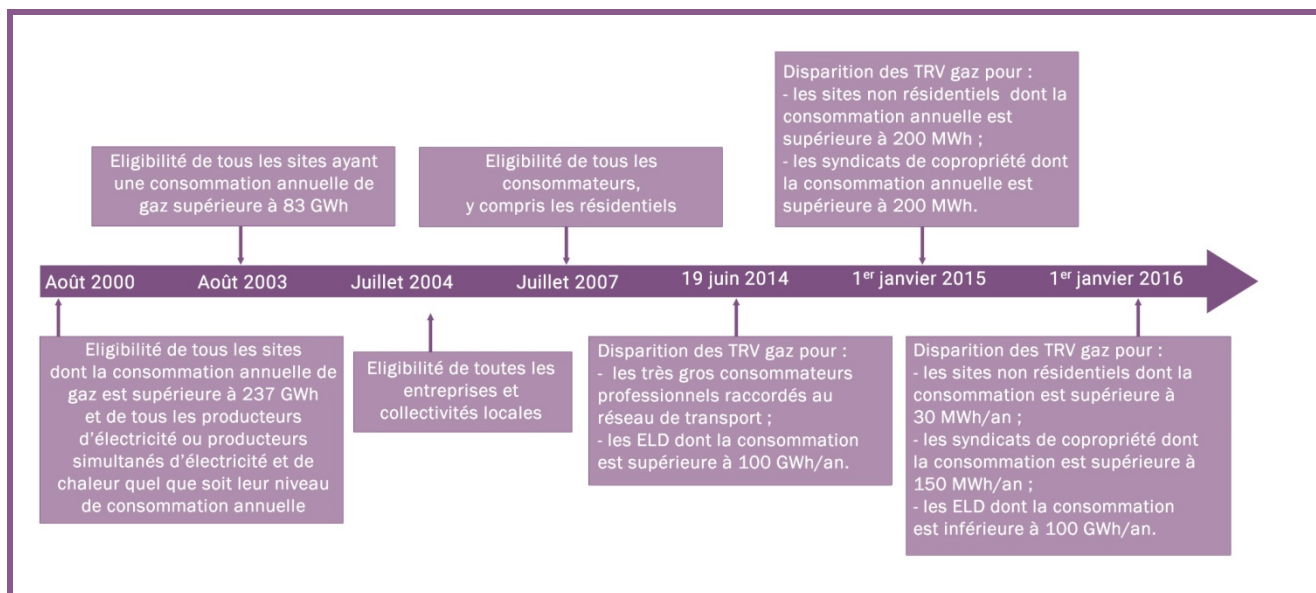 Disparition des TRV gaz pour :
- les sites non résidentiels dont la
consommation annuelle est
supérieure à 200 MWh ;
- les syndicats de copropriété dont
la consommation annuelle est
supérieure à 200 MWh.
Eligibilité de tous les sites ayant
une consommation annuelle de
gaz supérieure à 83 GWh
Eligibilité de tous les
consommateurs,
y compris les résidentiels
Août 2000 Août 2003 Juillet 2004 Juillet 2007 19 juin 2014 1er janvier 2015 1er janvier 2016
Eligibilité de tous les sites
dont la consommation annuelle de
gaz est supérieure à 237 GWh
et de tous les producteurs
d'électricité ou producteurs
simultanés d'électricité et de
chaleur quel que soit leur niveau
de consommation annuelle
Eligibilité de toutes les
entreprises et
collectivités locales
Disparition des TRV gaz pour :
- les très gros consommateurs
professionnels raccordés au
réseau de transport ;
- les ELD dont la consommation
est supérieure à 100 GWh/an.
Disparition des TRV gaz pour :
- les sites non résidentiels dont la
consommation est supérieure à
30 MWh/an ;
- les syndicats de copropriété dont
la consommation est supérieure à
150 MWh/an ;
- les ELD dont la consommation
est inférieure à 100 GWh/an.